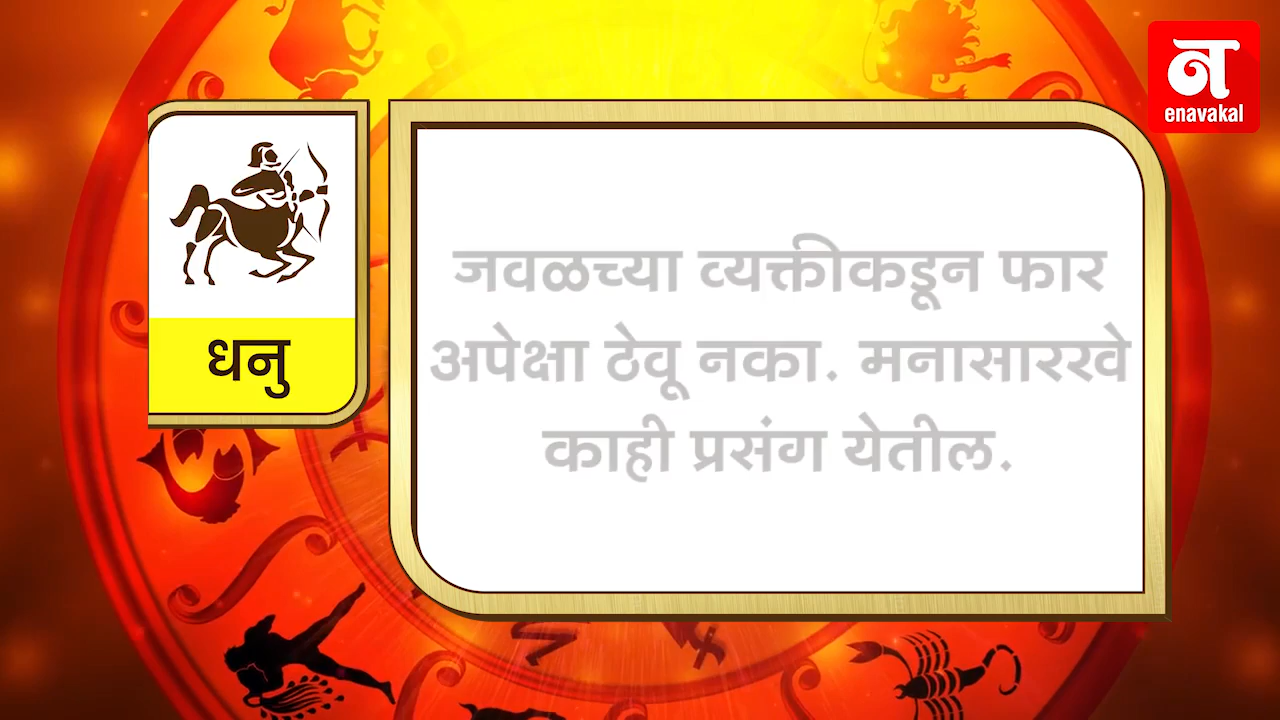 न
enavakal
धनु
जवळच्या व्यक्तीकडून फार
अपेक्षा ठेवू नका. मनासारखे
काही प्रसंग येतील.